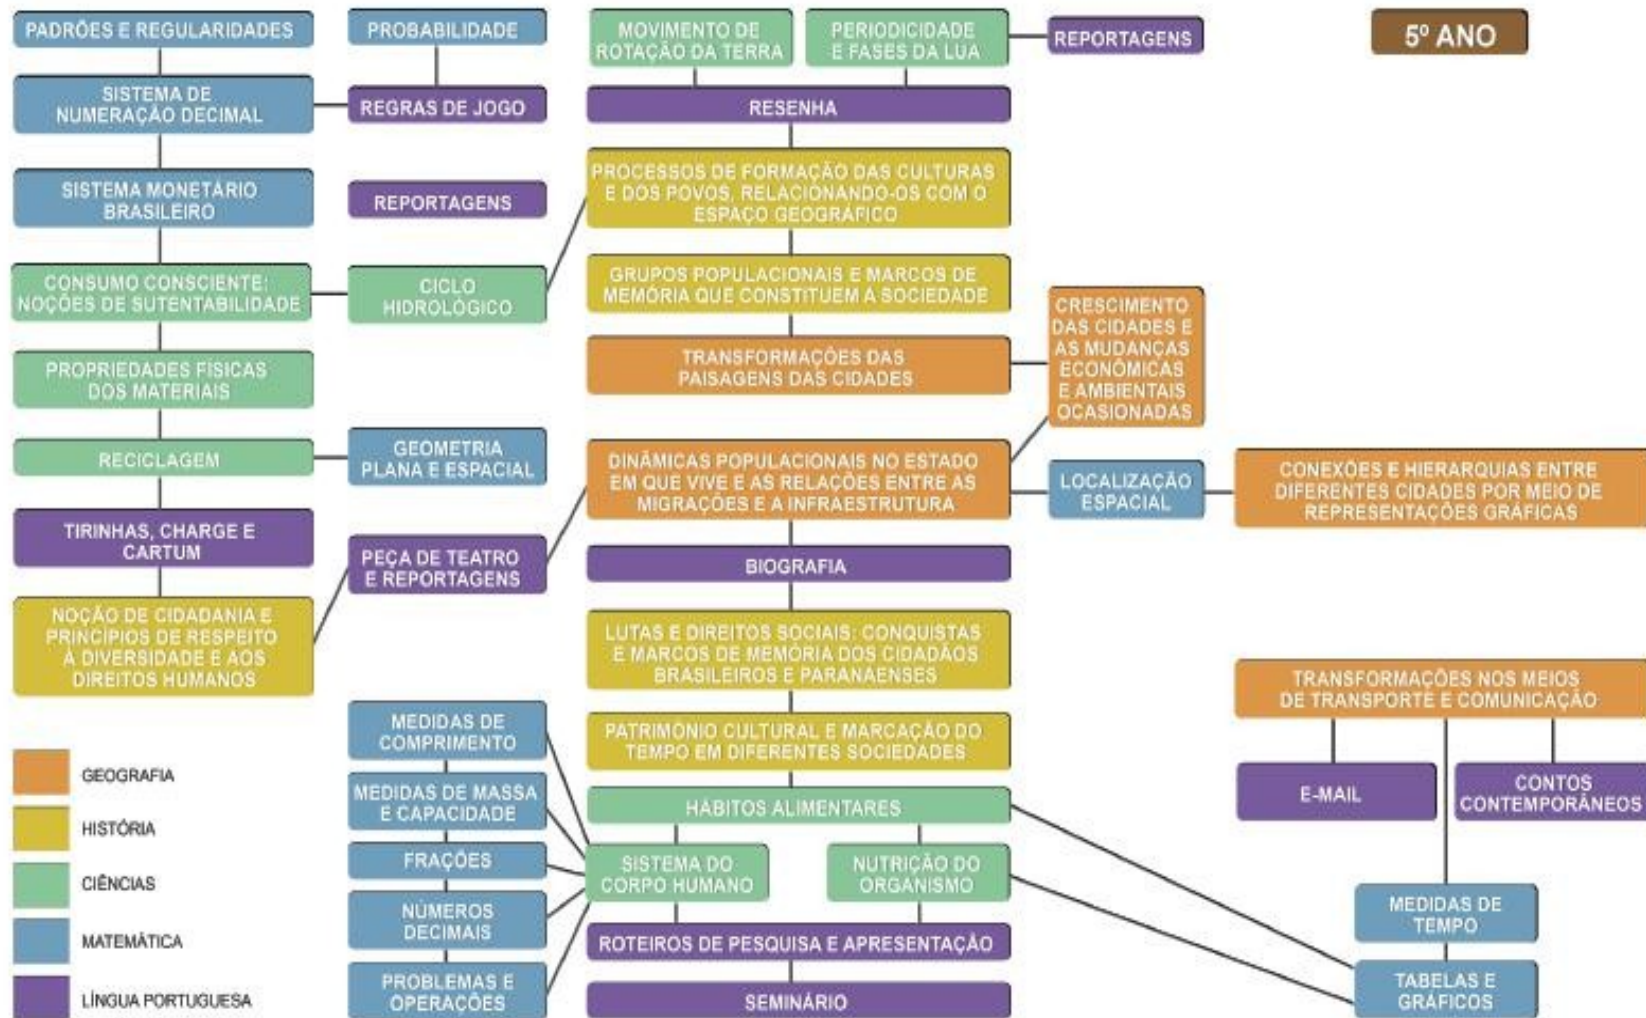 PADRÕES E REGULARIDADES
SISTEMA DE
NUMERAÇÃO DECIMAL
SISTEMA MONETÁRIO
BRASILEIRO
CONSUMO CONSCIENTE:
NOÇÕES DE SUTENTABILIDADE
PROPRIEDADES FÍSICAS
DOS MATERIAIS
RECICLAGEM
TIRINHAS, CHARGE E
CARTUM
NOÇÃO DE CIDADANIA E
PRINCÍPIOS DE RESPEITO
À DIVERSIDADE E AOS
DIREITOS HUMANOS
GEOGRAFIA
HISTÓRIA
CIÊNCIAS
MATEMÁTICA
LÍNGUA PORTUGUESA
PROBABILIDADE
REGRAS DE JOGO
REPORTAGENS
CICLO
HIDROLÓGICO
GEOMETRIA
PLANA E ESPACIAL
PEÇA DE TEATRO
E REPORTAGENS
MEDIDAS DE
COMPRIMENTO
MEDIDAS DE MASSA
E CAPACIDADE
FRAÇÕES
NÚMEROS
DECIMAIS
PROBLEMAS E
OPERAÇÕES
MOVIMENTO DE
ROTAÇÃO DA TERRA
PERIODICIDADE
E FASES DA LUA
REPORTAGENS
RESENHA
PROCESSOS DE FORMAÇÃO DAS CULTURAS
E DOS POVOS, RELACIONANDO-OS COM O
ESPAÇO GEOGRÁFICO
GRUPOS POPULACIONAIS E MARCOS DE
MEMÓRIA QUE CONSTITUEM A SOCIEDADE
TRANSFORMAÇÕES DAS
PAISAGENS DAS CIDADES
CRESCIMENTO
DAS CIDADES E
AS MUDANÇAS
ECONÔMICAS
E AMBIENTAIS
OCASIONADAS
DINÂMICAS POPULACIONAIS NO ESTADO
EM QUE VIVE E AS RELAÇÕES ENTRE AS
MIGRAÇÕES E A INFRAESTRUTURA
LOCALIZAÇÃO
ESPACIAL
CONEXÕES E HIERARQUIAS ENTRE
DIFERENTES CIDADES POR MEIO DE
REPRESENTAÇÕES GRÁFICAS
BIOGRAFIA
LUTAS E DIREITOS SOCIAIS: CONQUISTAS
E MARCOS DE MEMÓRIA DOS CIDADÃOS
BRASILEIROS E PARANAENSES
PATRIMÔNIO CULTURAL E MARCAÇÃO DO
TEMPO EM DIFERENTES SOCIEDADES
HÁBITOS ALIMENTARES
SISTEMA DO
CORPO HUMANO
NUTRIÇÃO DO
ORGANISMO
ROTEIROS DE PESQUISA E APRESENTAÇÃO
SEMINÁRIO
5º ANO
TRANSFORMAÇÕES NOS MEIOS
DE TRANSPORTE E COMUNICAÇÃO
E-MAIL
CONTOS
CONTEMPORÂNEOS
MEDIDAS DE
TEMPO
TABELAS E
GRÁFICOS